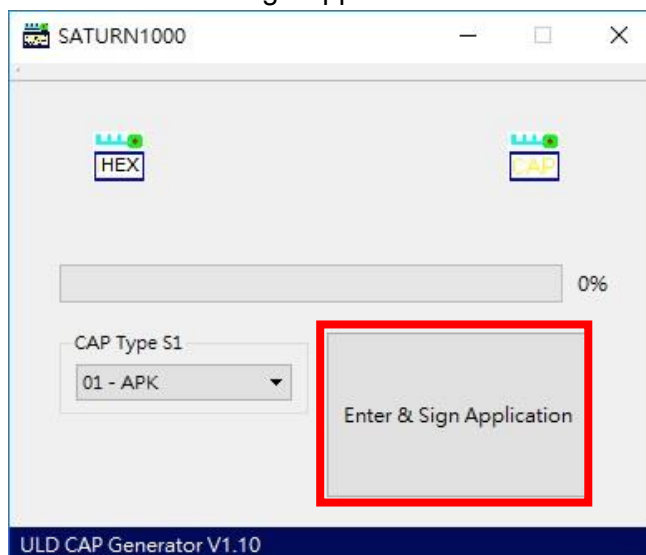 SATURN1000
HEX
CAP
0%
CAP Type S1
01 - APK
Enter & Sign Application
ULD CAP Generator V1.10